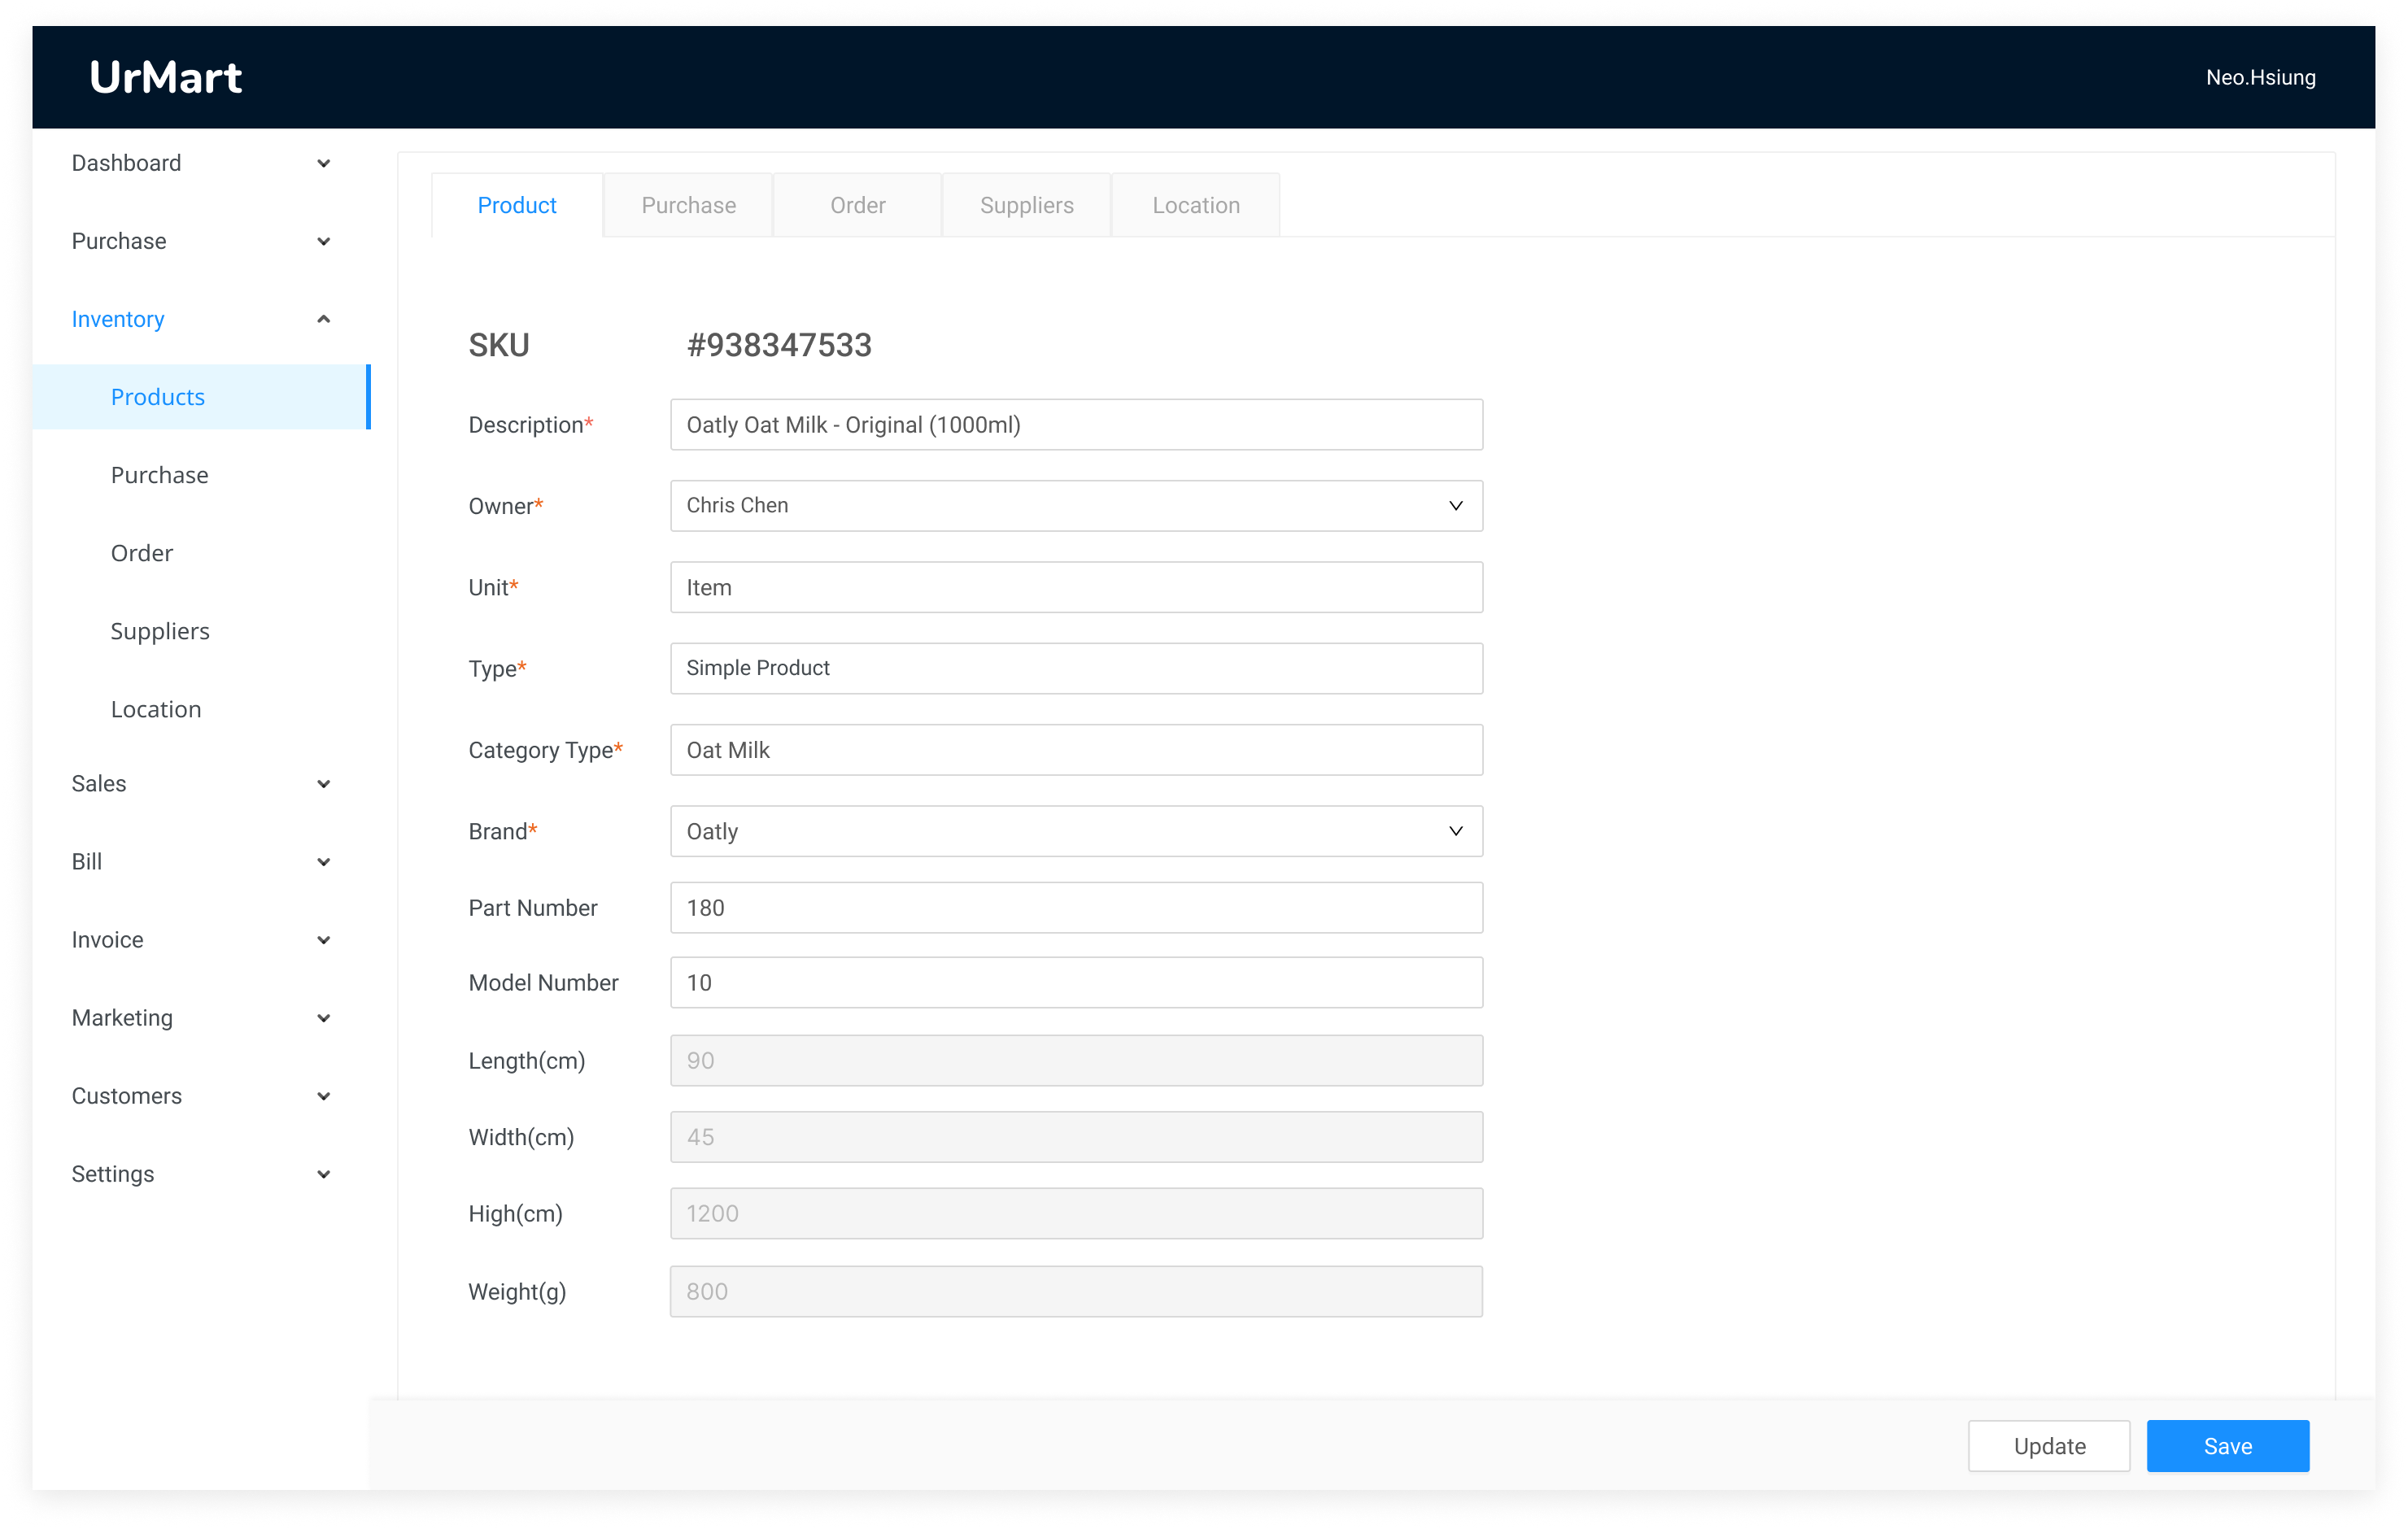 UrMart
Neo.Hsiung
Dashboard
Purchase
Inventory
Products
Purchase
Order
Suppliers
Location
Sales
Bill
Invoice
Marketing
Customers
Settings
Product Purchase Order Suppliers Location
SKU #938347533
Description* Oatly Oat Milk - Original (1000ml)
Owner* Chris Chen
Unit* Item
Type* Simple Product
Category Type* Oat Milk
Brand* Oatly
Part Number 180
Model Number 10
Length(cm) 90
Width(cm) 45
High(cm) 1200
Weight(g) 800
Update Save